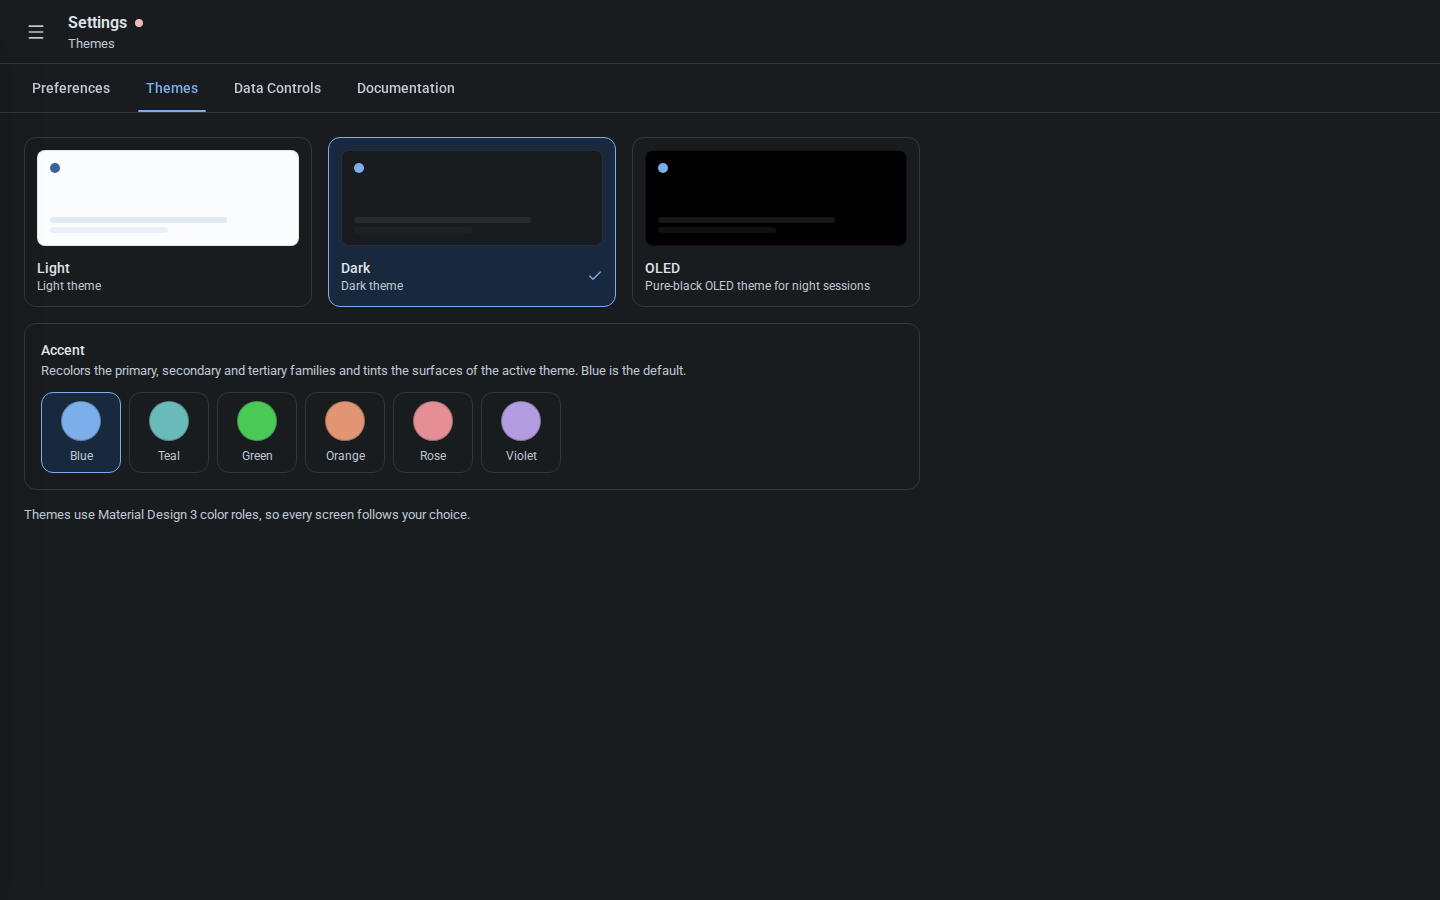 Settings
Themes
Preferences
Themes
Data Controls
Documentation
Light
Light theme
Dark
Dark theme
OLED
Pure-black OLED theme for night sessions
Accent
Recolors the primary, secondary and tertiary families and tints the surfaces of the active theme. Blue is the default.
Blue
Teal
Green
Orange
Rose
Violet
Themes use Material Design 3 color roles, so every screen follows your choice.